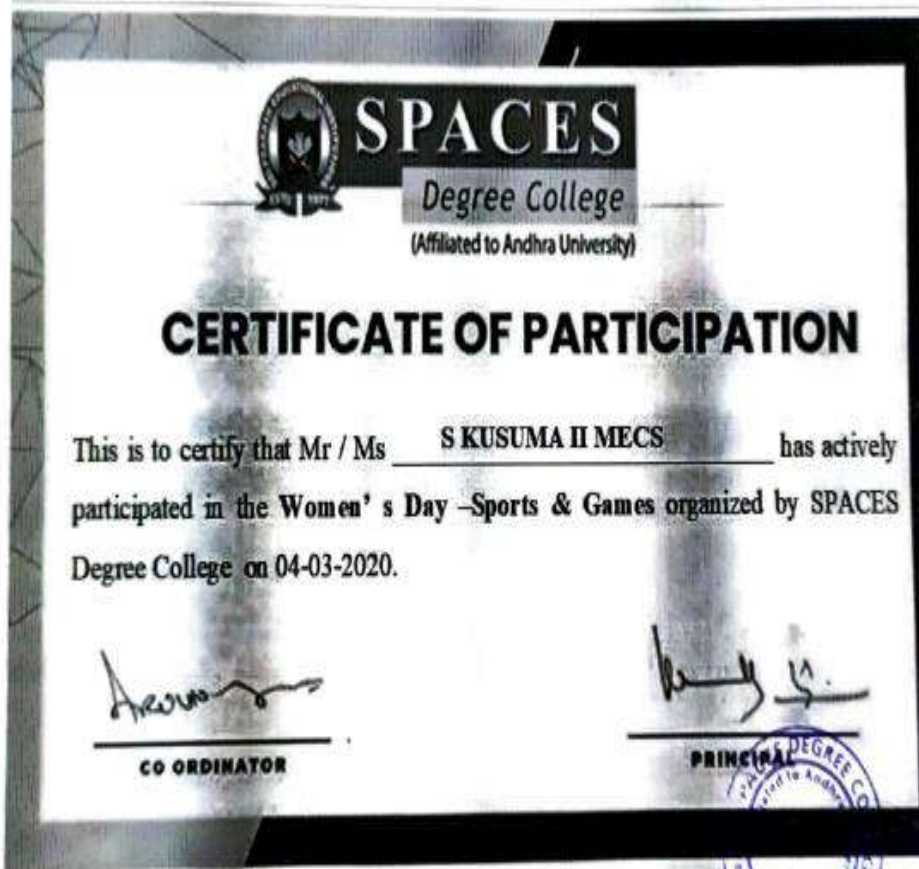 SPACES
Degree College
(Affiliated to Andhra University)
CERTIFICATE OF PARTICIPATION
This is to certify that Mr / Ms S KUSUMA II MECS has actively
participated in the Women' s Day –Sports & Games organized by SPACES
Degree College on 04-03-2020.
CO ORDINATOR
PRINCIPAL
DEGREE